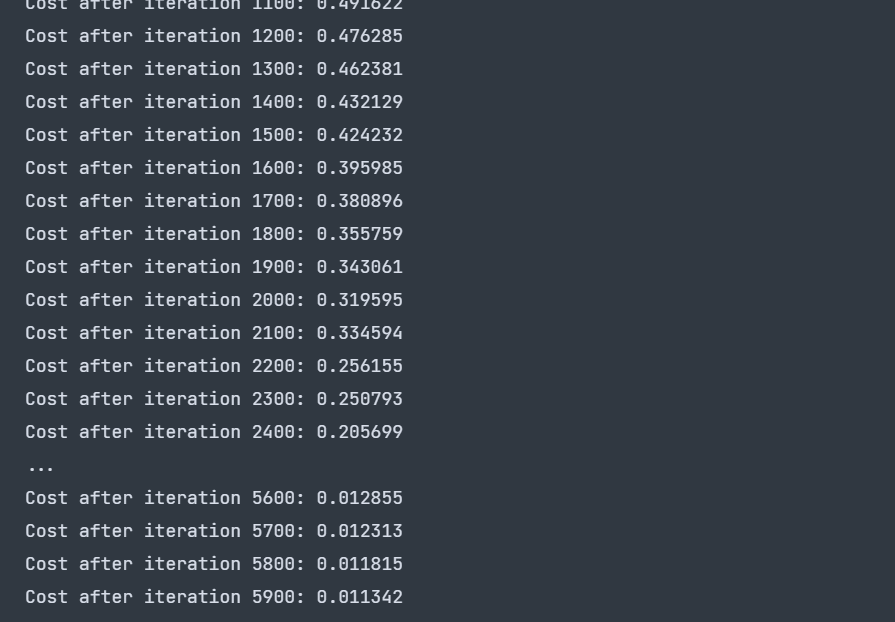 Cost after iteration 1100: 0.491622
Cost after iteration 1200: 0.476285
Cost after iteration 1300: 0.462381
Cost after iteration 1400: 0.432129
Cost after iteration 1500: 0.424232
Cost after iteration 1600: 0.395985
Cost after iteration 1700: 0.380896
Cost after iteration 1800: 0.355759
Cost after iteration 1900: 0.343061
Cost after iteration 2000: 0.319595
Cost after iteration 2100: 0.334594
Cost after iteration 2200: 0.256155
Cost after iteration 2300: 0.250793
Cost after iteration 2400: 0.205699
...
Cost after iteration 5600: 0.012855
Cost after iteration 5700: 0.012313
Cost after iteration 5800: 0.011815
Cost after iteration 5900: 0.011342